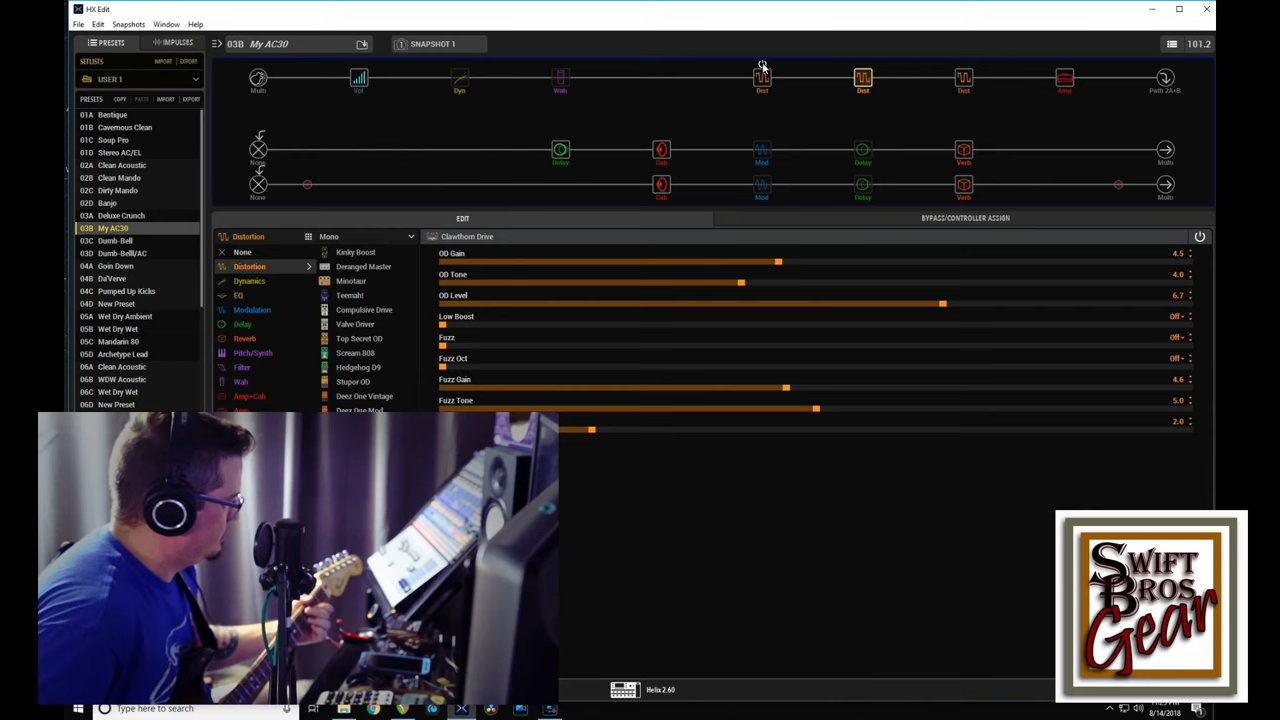 HX Edit
File Edit Snapshots Window Help
PRESETS IMPULSES
03B My AC30
1 SNAPSHOT 1
101.2
SETLISTS IMPORT EXPORT
USER 1
PRESETS COPY PASTE IMPORT EXPORT
01A Bentique
01B Cavernous Clean
01C Soup Pro
01D Stereo AC/EL
02A Clean Acoustic
02B Clean Mando
02C Dirty Mando
02D Banjo
03A Deluxe Crunch
03B My AC30
03C Dumb-Bell
03D Dumb-Bell/AC
04A Goin Down
04B Da'Verve
04C Pumped Up Kicks
04D New Preset
05A Wet Dry Ambient
05B Wet Dry Wet
05C Mandarin 80
05D Archetype Lead
06A Clean Acoustic
06B WDW Acoustic
06C Wet Dry Wet
06D New Preset
Multi Vol Dyn Wah Dist Dist Dist Amp Path 2A+B
None Delay Cab Mod Delay Verb Multi
None Cab Mod Delay Verb Multi
EDIT
BYPASS/CONTROLLER ASSIGN
Distortion
None
Distortion
Dynamics
EQ
Modulation
Delay
Reverb
Pitch/Synth
Filter
Wah
Amp+Cab
Amp
Mono
Kinky Boost
Deranged Master
Minotaur
Teemah!
Compulsive Drive
Valve Driver
Top Secret OD
Scream 808
Hedgehog D9
Stupor OD
Deez One Vintage
Deez One Mod
Clawthorn Drive
OD Gain 4.5
OD Tone 4.0
OD Level 6.7
Low Boost Off
Fuzz Off
Fuzz Oct Off
Fuzz Gain 4.6
Fuzz Tone 5.0
2.0
SWIFT
BROS
Gear
Helix 2.60
Type here to search
8/14/2018